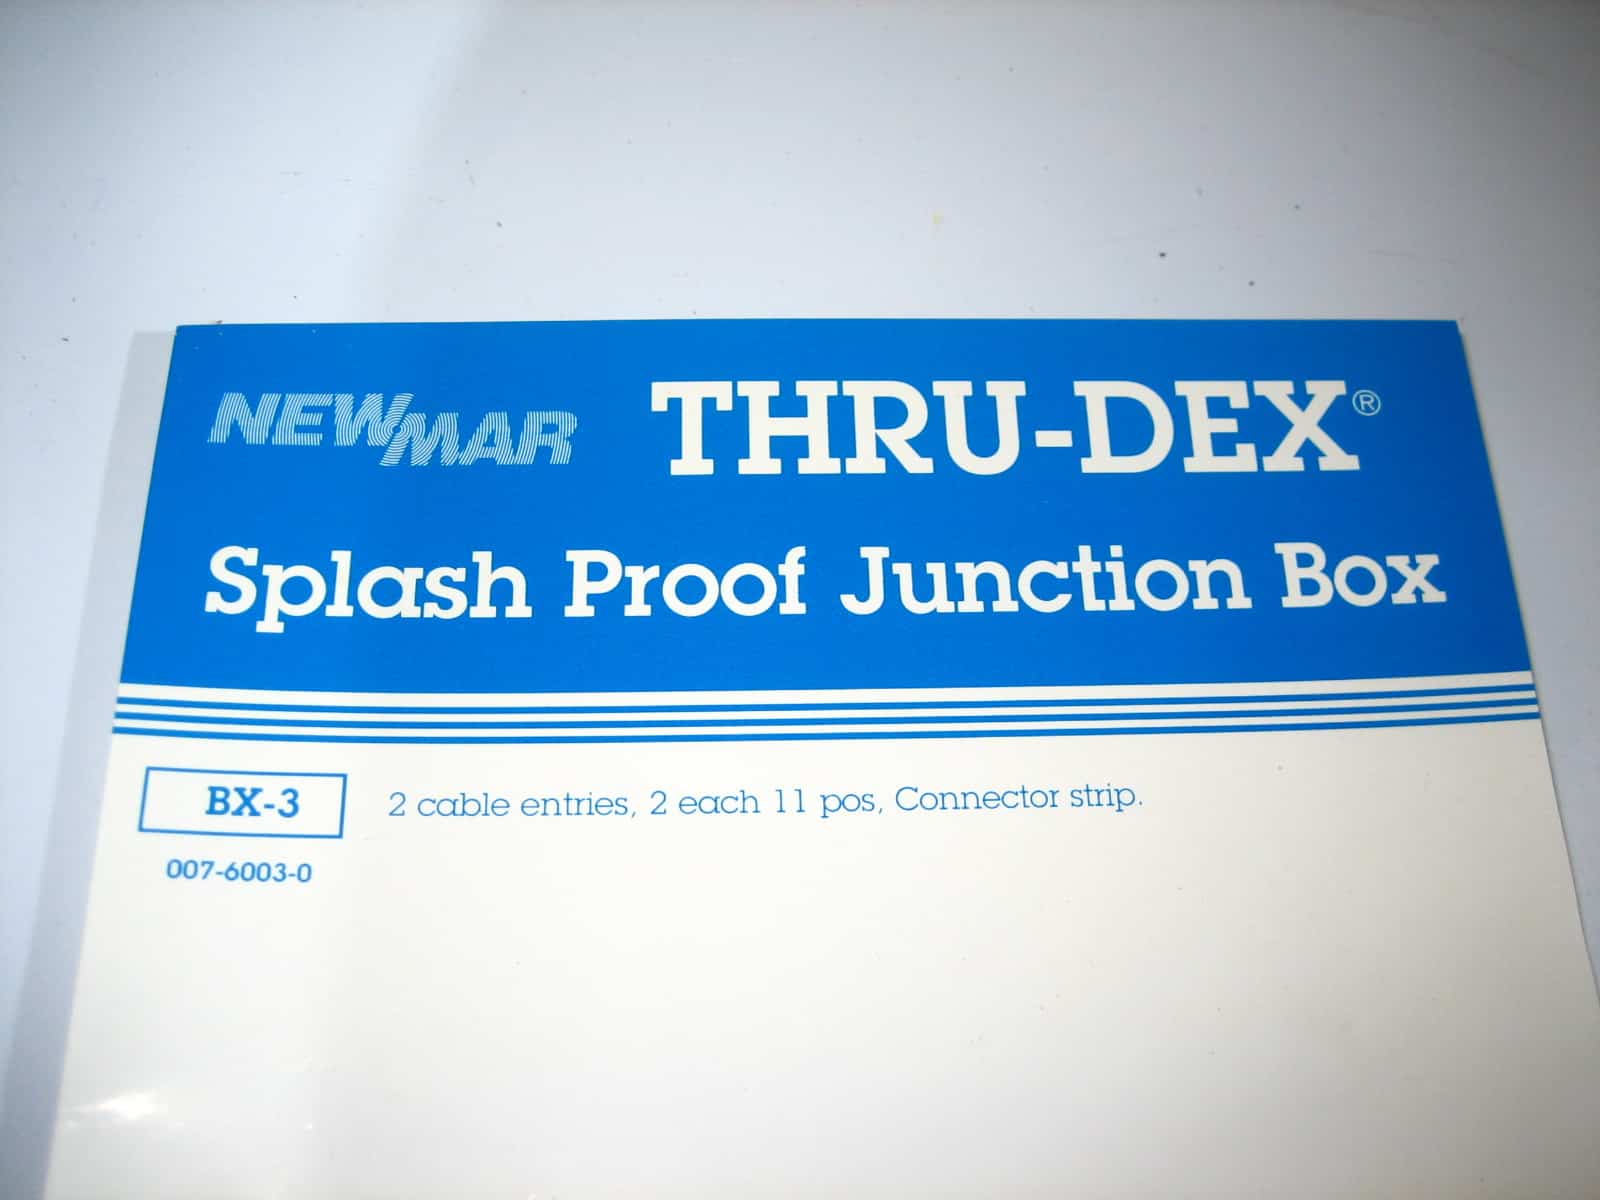 NEWMAR THRU-DEX®
Splash Proof Junction Box
BX-3 2 cable entries, 2 each 11 pos, Connector strip.
007-6003-0